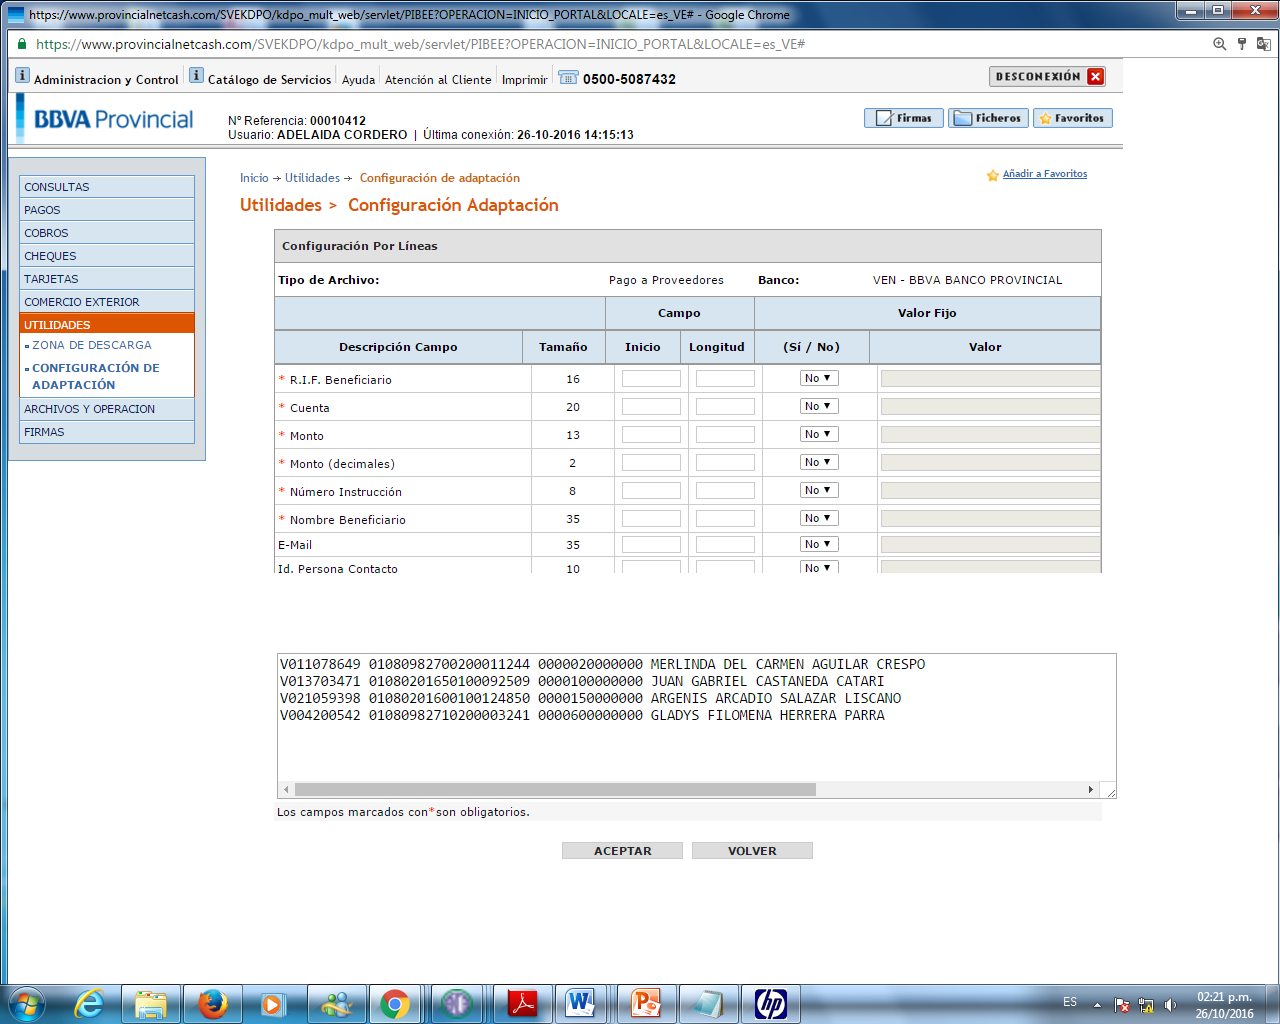 https://www.provincialnetcash.com/SVEKDPO/kdpo_mult_web/servlet/PIBEE?OPERACION=INICIO_PORTAL&LOCALE=es_VE# - Google Chrome
https://www.provincialnetcash.com/SVEKDPO/kdpo_mult_web/servlet/PIBEE?OPERACION=INICIO_PORTAL&LOCALE=es_VE#
Administracion y Control Catálogo de Servicios Ayuda Atención al Cliente Imprimir 0500-5087432 DESCONEXIÓN
BBVA Provincial
Nº Referencia: 00010412
Usuario: ADELAIDA CORDERO | Última conexión: 26-10-2016 14:15:13
Firmas Ficheros Favoritos
CONSULTAS
PAGOS
COBROS
CHEQUES
TARJETAS
COMERCIO EXTERIOR
UTILIDADES
ZONA DE DESCARGA
CONFIGURACIÓN DE
ADAPTACIÓN
ARCHIVOS Y OPERACION
FIRMAS
Inicio → Utilidades → Configuración de adaptación
Añadir a Favoritos
Utilidades > Configuración Adaptación
Configuración Por Líneas
Tipo de Archivo: Pago a Proveedores Banco: VEN - BBVA BANCO PROVINCIAL
Campo Valor Fijo
Descripción Campo Tamaño Inicio Longitud (Sí / No) Valor
* R.I.F. Beneficiario 16 No
* Cuenta 20 No
* Monto 13 No
* Monto (decimales) 2 No
* Número Instrucción 8 No
* Nombre Beneficiario 35 No
E-Mail 35 No
Id. Persona Contacto 10 No
V011078649 01080982700200011244 0000020000000 MERLINDA DEL CARMEN AGUILAR CRESPO
V013703471 01080201650100092509 0000100000000 JUAN GABRIEL CASTANEDA CATARI
V021059398 01080201600100124850 0000150000000 ARGENIS ARCADIO SALAZAR LISCANO
V004200542 01080982710200003241 0000600000000 GLADYS FILOMENA HERRERA PARRA
Los campos marcados con*son obligatorios.
ACEPTAR VOLVER
ES 02:21 p.m.
26/10/2016